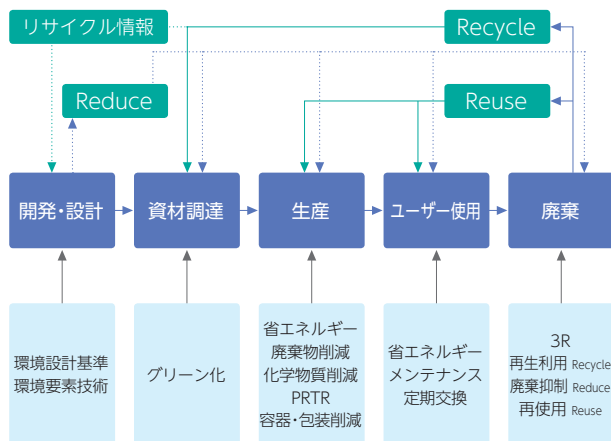 リサイクル情報
Recycle
Reduce
Reuse
開発・設計
資材調達
生産
ユーザー使用
廃棄
環境設計基準
環境要素技術
グリーン化
省エネルギー
廃棄物削減
化学物質削減
PRTR
容器・包装削減
省エネルギー
メンテナンス
定期交換
3R
再生利用 Recycle
廃棄抑制 Reduce
再使用 Reuse